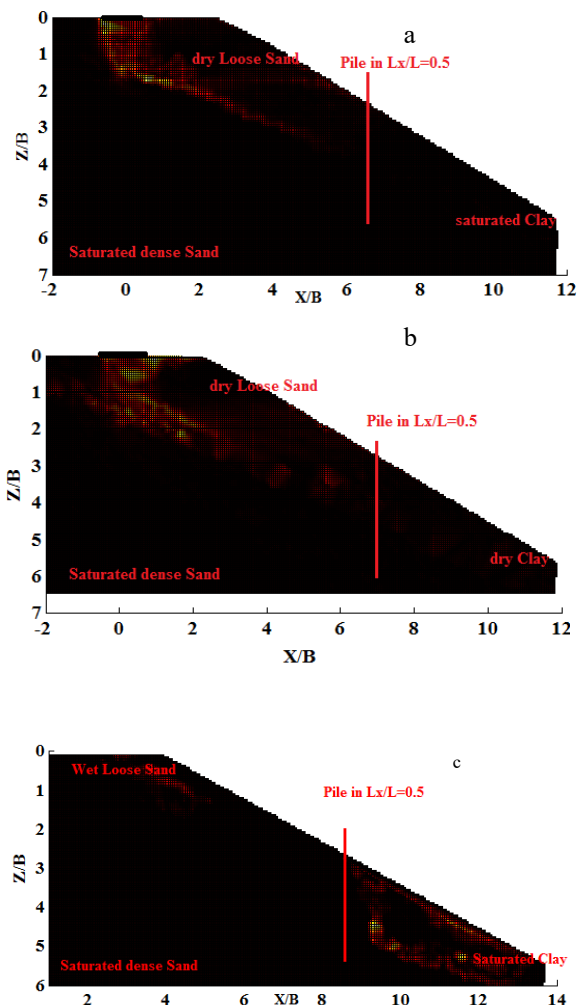 a
0
dry Loose Sand
Pile in Lx/L=0.5
1
2
3
Z/B
4
5
saturated Clay
6
Saturated dense Sand
7
-2 0 2 4 6 8 10 12
X/B
b
0
dry Loose Sand
1
Pile in Lx/L=0.5
2
3
Z/B
4
5
dry Clay
6
Saturated dense Sand
7
-2 0 2 4 6 8 10 12
X/B
c
0
Wet Loose Sand
1
Pile in Lx/L=0.5
2
3
Z/B
4
5
Saturated Clay
Saturated dense Sand
6
2 4 6 X/B 8 10 12 14